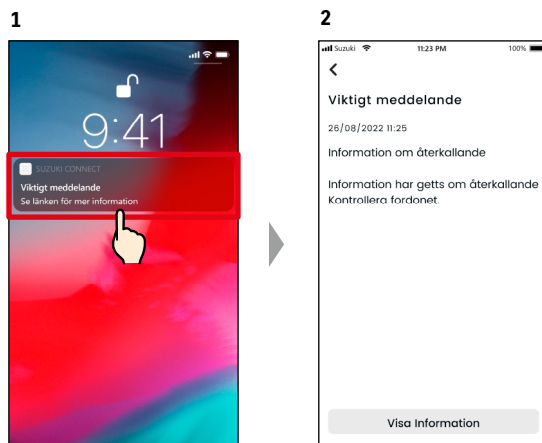 1
9:41
SUZUKI CONNECT
Viktigt meddelande
Se länken för mer information
2
Suzuki 11:23 PM 100%
Viktigt meddelande
26/08/2022 11:25
Information om återkallande
Information har getts om återkallande
Kontrollera fordonet.
Visa Information